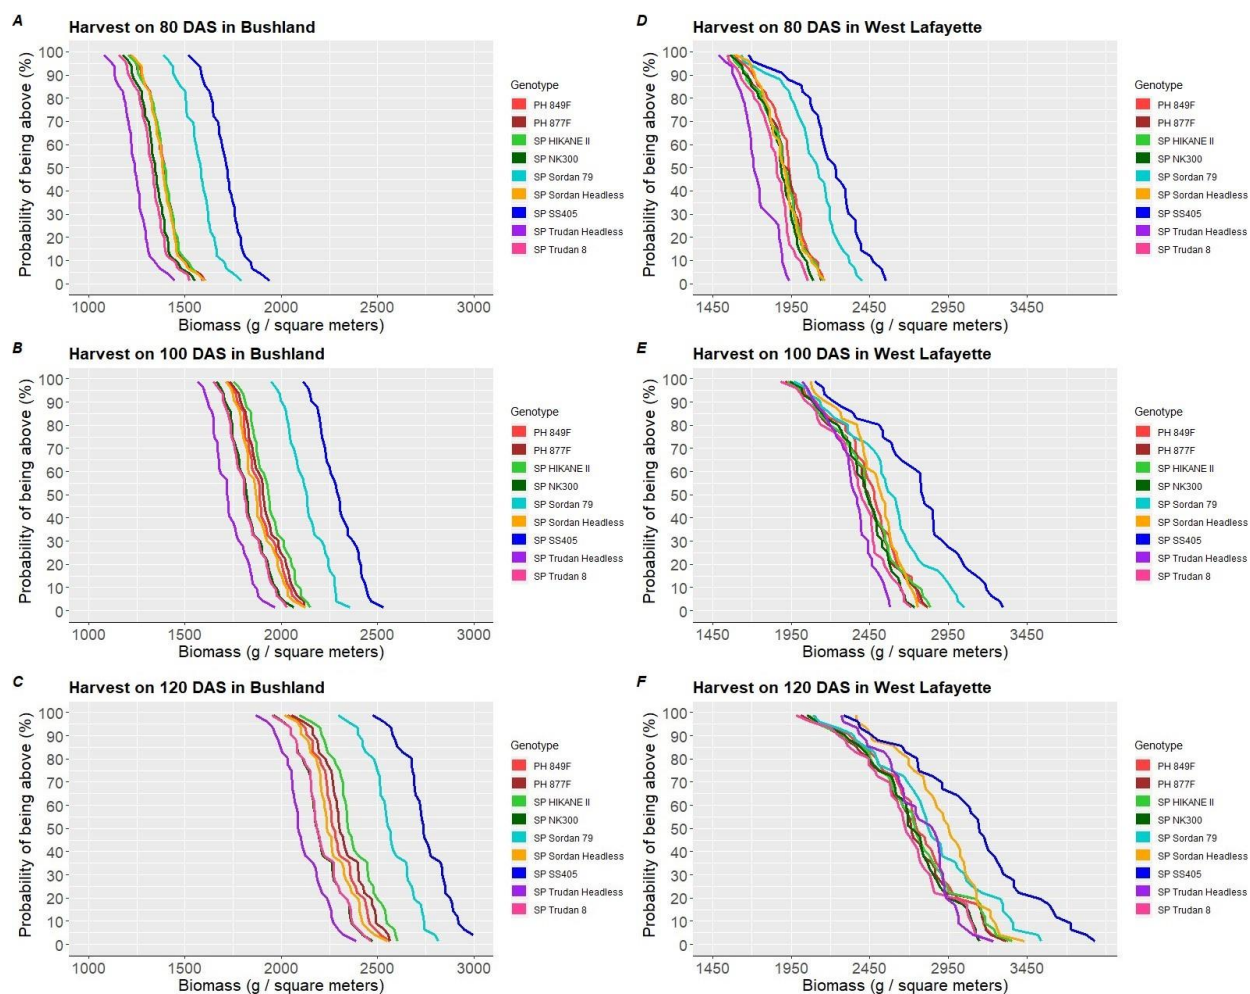 A
Harvest on 80 DAS in Bushland
Probability of being above (%)
100
90
80
70
60
50
40
30
20
10
0
1000 1500 2000 2500 3000
Biomass (g / square meters)
Genotype
PH 849F
PH 877F
SP HIKANE II
SP NK300
SP Sordan 79
SP Sordan Headless
SP SS405
SP Trudan Headless
SP Trudan 8
D
Harvest on 80 DAS in West Lafayette
Probability of being above (%)
100
90
80
70
60
50
40
30
20
10
0
1450 1950 2450 2950 3450
Biomass (g / square meters)
Genotype
PH 849F
PH 877F
SP HIKANE II
SP NK300
SP Sordan 79
SP Sordan Headless
SP SS405
SP Trudan Headless
SP Trudan 8
B
Harvest on 100 DAS in Bushland
Probability of being above (%)
100
90
80
70
60
50
40
30
20
10
0
1000 1500 2000 2500 3000
Biomass (g / square meters)
Genotype
PH 849F
PH 877F
SP HIKANE II
SP NK300
SP Sordan 79
SP Sordan Headless
SP SS405
SP Trudan Headless
SP Trudan 8
E
Harvest on 100 DAS in West Lafayette
Probability of being above (%)
100
90
80
70
60
50
40
30
20
10
0
1450 1950 2450 2950 3450
Biomass (g / square meters)
Genotype
PH 849F
PH 877F
SP HIKANE II
SP NK300
SP Sordan 79
SP Sordan Headless
SP SS405
SP Trudan Headless
SP Trudan 8
C
Harvest on 120 DAS in Bushland
Probability of being above (%)
100
90
80
70
60
50
40
30
20
10
0
1000 1500 2000 2500 3000
Biomass (g / square meters)
Genotype
PH 849F
PH 877F
SP HIKANE II
SP NK300
SP Sordan 79
SP Sordan Headless
SP SS405
SP Trudan Headless
SP Trudan 8
F
Harvest on 120 DAS in West Lafayette
Probability of being above (%)
100
90
80
70
60
50
40
30
20
10
0
1450 1950 2450 2950 3450
Biomass (g / square meters)
Genotype
PH 849F
PH 877F
SP HIKANE II
SP NK300
SP Sordan 79
SP Sordan Headless
SP SS405
SP Trudan Headless
SP Trudan 8